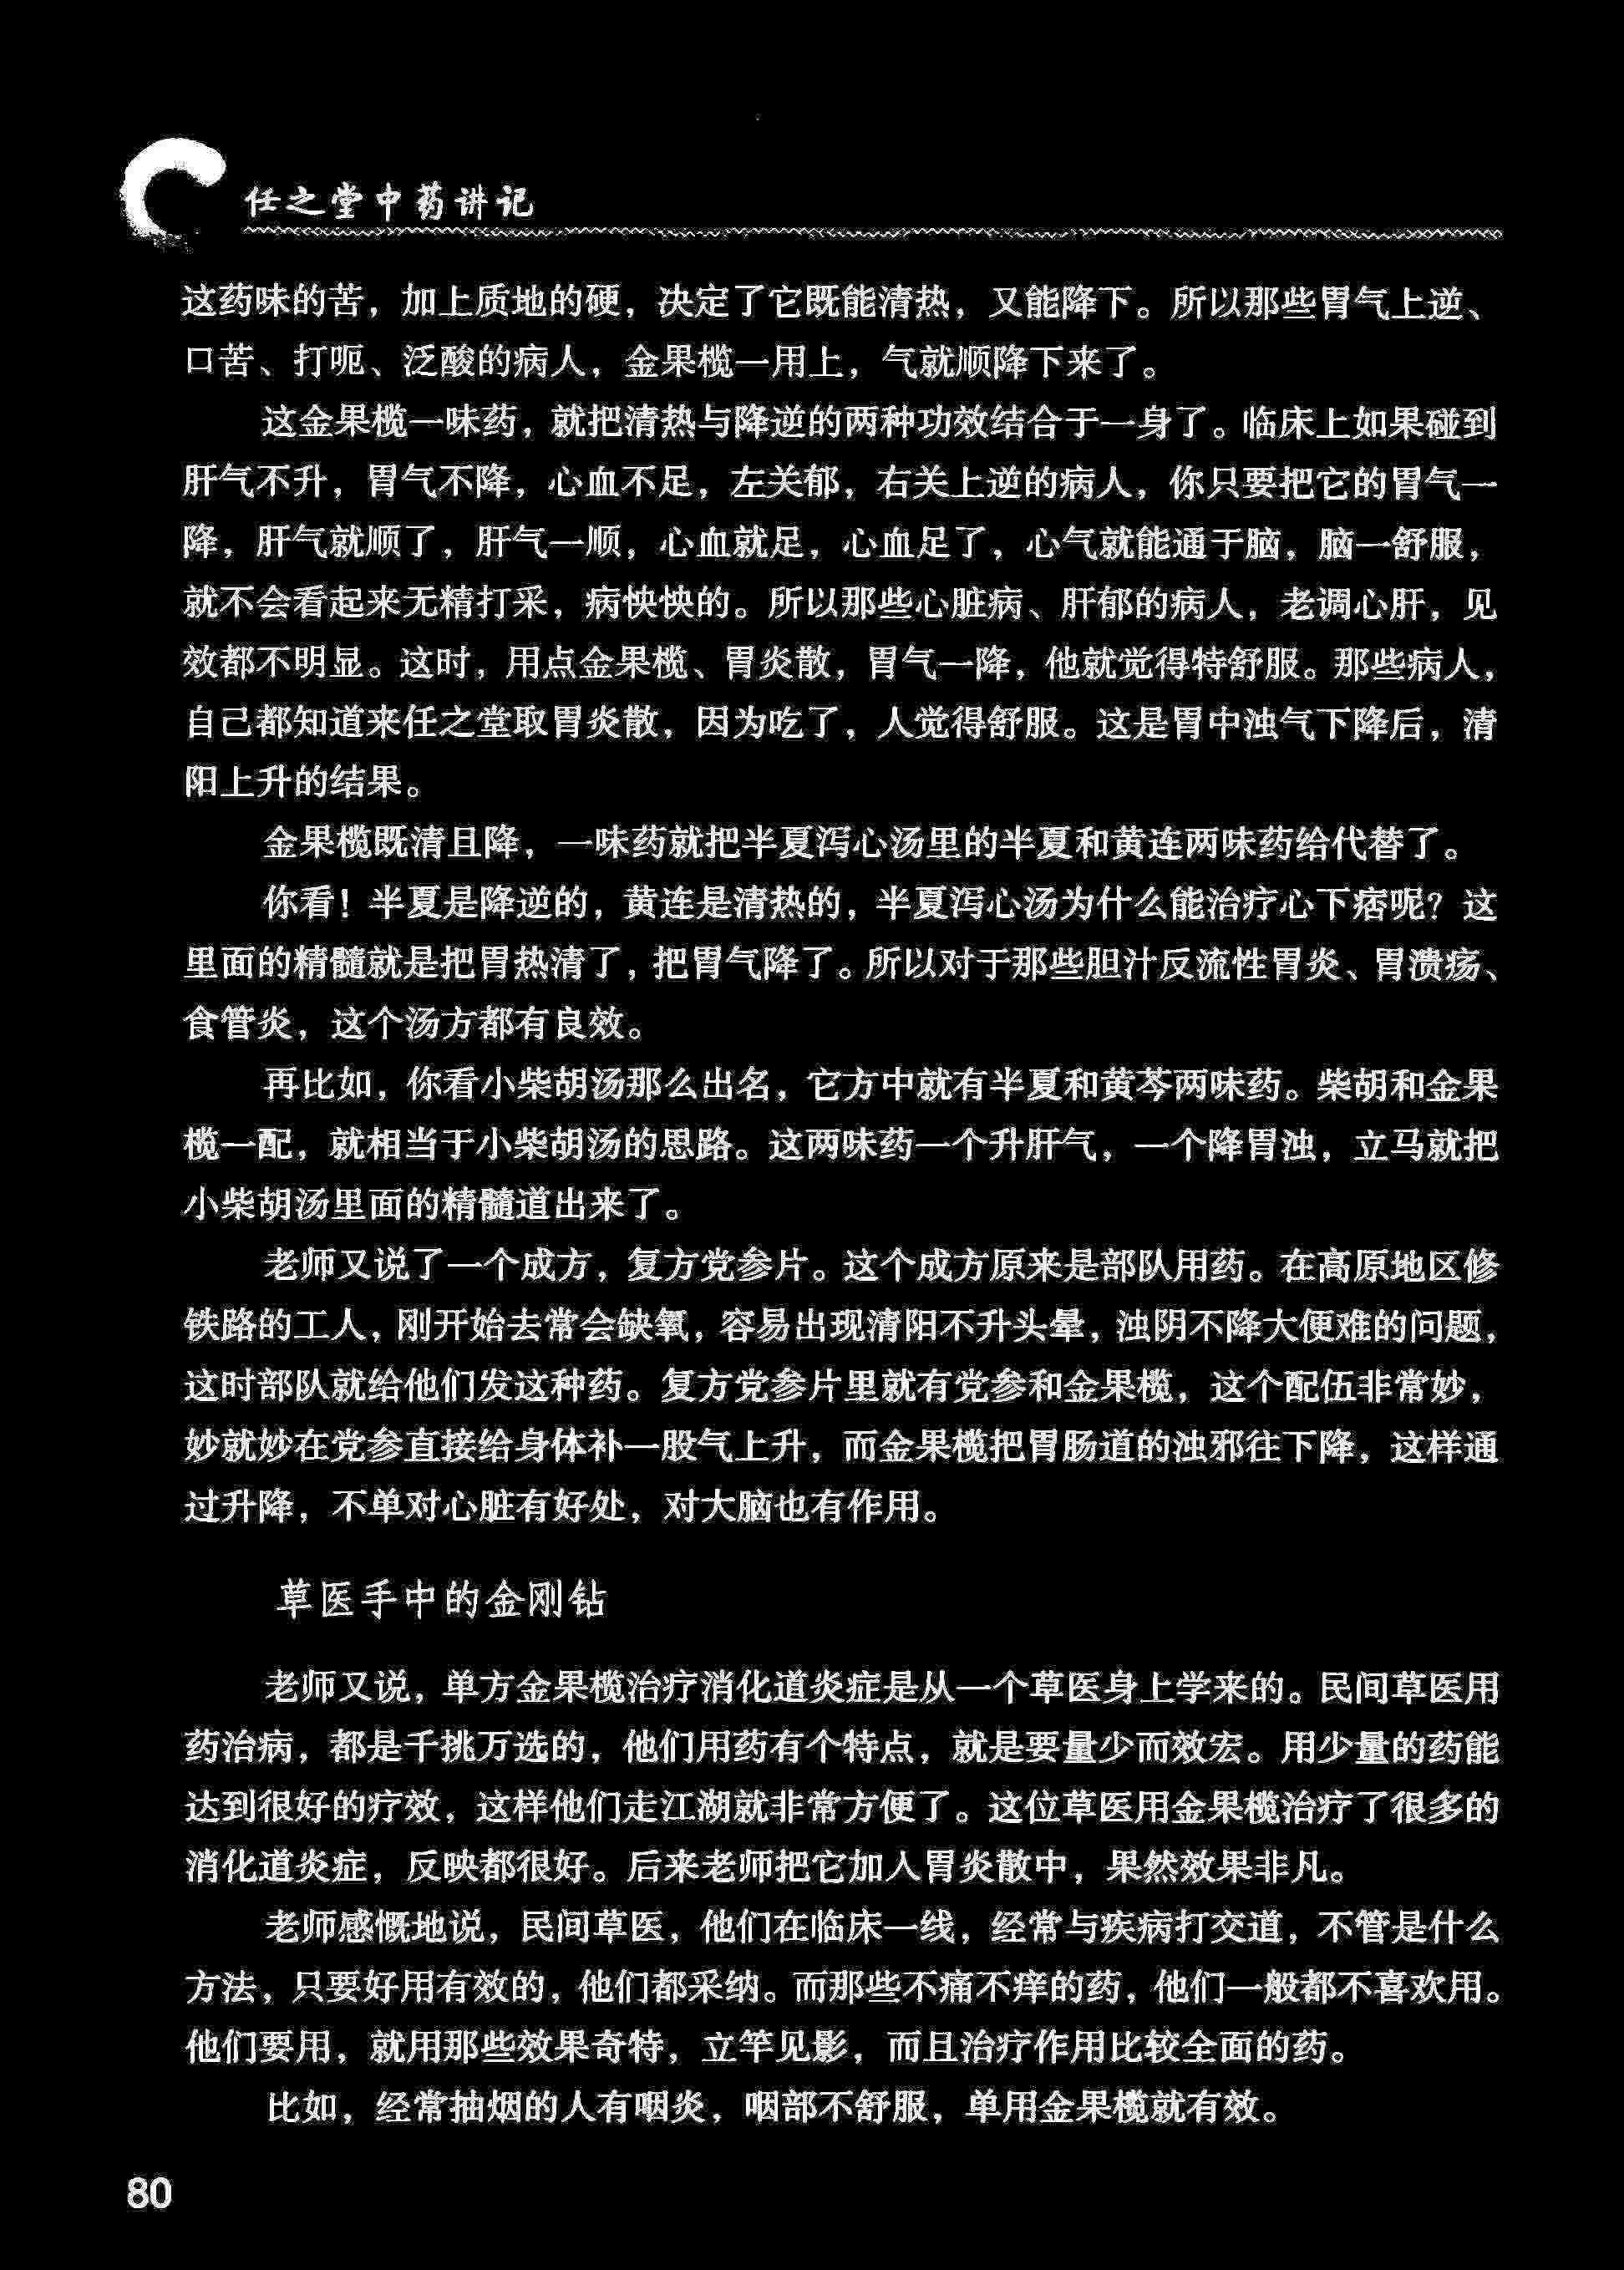 任之堂中药讲记
这药味的苦，加上质地的硬，决定了它既能清热，又能降下。所以那些胃气上逆、
口苦、打呃、泛酸的病人，金果榄一用上，气就顺降下来了。
这金果榄一味药，就把清热与降逆的两种功效结合于一身了。临床上如果碰到
肝气不升，胃气不降，心血不足，左关郁，右关上逆的病人，你只要把它的胃气一
降，肝气就顺了，肝气一顺，心血就足，心血足了，心气就能通于脑，脑一舒服，
就不会看起来无精打采，病怏怏的。所以那些心脏病、肝郁的病人，老调心肝，见
效都不明显。这时，用点金果榄、胃炎散，胃气一降，他就觉得特舒服。那些病人，
自己都知道来任之堂取胃炎散，因为吃了，人觉得舒服。这是胃中浊气下降后，清
阳上升的结果。
金果榄既清且降，一味药就把半夏泻心汤里的半夏和黄连两味药给代替了。
你看！半夏是降逆的，黄连是清热的，半夏泻心汤为什么能治疗心下痞呢？这
里面的精髓就是把胃热清了，把胃气降了。所以对于那些胆汁反流性胃炎、胃溃疡、
食管炎，这个汤方都有良效。
再比如，你看小柴胡汤那么出名，它方中就有半夏和黄芩两味药。柴胡和金果
榄一配，就相当于小柴胡汤的思路。这两味药一个升肝气，一个降胃浊，立马就把
小柴胡汤里面的精髓道出来了。
老师又说了一个成方，复方党参片。这个成方原来是部队用药。在高原地区修
铁路的工人，刚开始去常会缺氧，容易出现清阳不升头晕，浊阴不降大便难的问题，
这时部队就给他们发这种药。复方党参片里就有党参和金果榄，这个配伍非常妙，
妙就妙在党参直接给身体补一股气上升，而金果榄把胃肠道的浊邪往下降，这样通
过升降，不单对心脏有好处，对大脑也有作用。
草医手中的金刚钻
老师又说，单方金果榄治疗消化道炎症是从一个草医身上学来的。民间草医用
药治病，都是千挑万选的，他们用药有个特点，就是要量少而效宏。用少量的药能
达到很好的疗效，这样他们走江湖就非常方便了。这位草医用金果榄治疗了很多的
消化道炎症，反映都很好。后来老师把它加入胃炎散中，果然效果非凡。
老师感慨地说，民间草医，他们在临床一线，经常与疾病打交道，不管是什么
方法，只要好用有效的，他们都采纳。而那些不痛不痒的药，他们一般都不喜欢用。
他们要用，就用那些效果奇特，立竿见影，而且治疗作用比较全面的药。
比如，经常抽烟的人有咽炎，咽部不舒服，单用金果榄就有效。
80